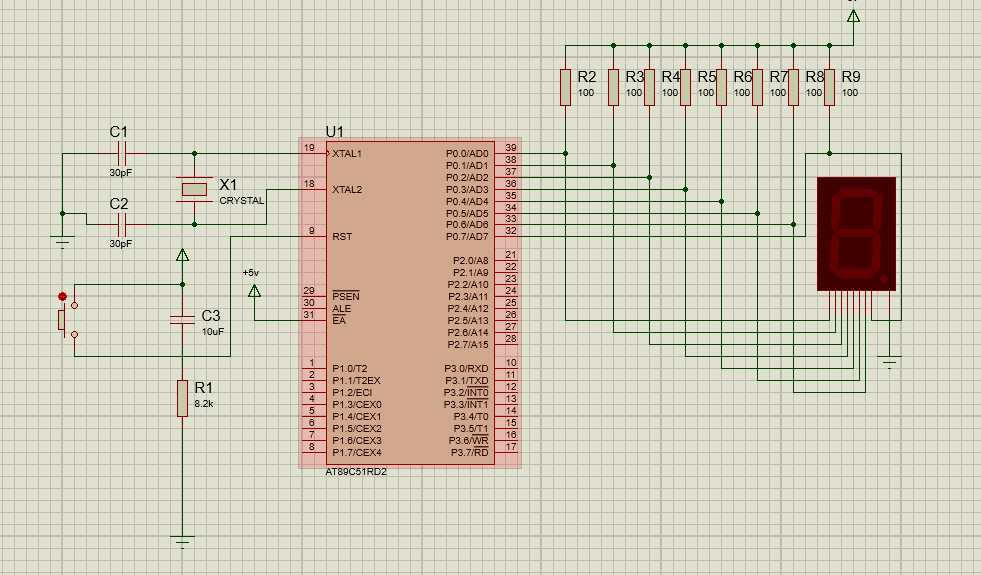 R2
100
R3
100
R4
100
R5
100
R6
100
R7
100
R8
100
R9
100
C1
30pF
X1
CRYSTAL
C2
30pF
+5v
C3
10uF
R1
8.2k
U1
19 XTAL1
18 XTAL2
9 RST
29 PSEN
30 ALE
31 EA
1 P1.0/T2
2 P1.1/T2EX
3 P1.2/ECI
4 P1.3/CEX0
5 P1.4/CEX1
6 P1.5/CEX2
7 P1.6/CEX3
8 P1.7/CEX4
P0.0/AD0 39
P0.1/AD1 38
P0.2/AD2 37
P0.3/AD3 36
P0.4/AD4 35
P0.5/AD5 34
P0.6/AD6 33
P0.7/AD7 32
P2.0/A8 21
P2.1/A9 22
P2.2/A10 23
P2.3/A11 24
P2.4/A12 25
P2.5/A13 26
P2.6/A14 27
P2.7/A15 28
P3.0/RXD 10
P3.1/TXD 11
P3.2/INT0 12
P3.3/INT1 13
P3.4/T0 14
P3.5/T1 15
P3.6/WR 16
P3.7/RD 17
AT89C51RD2